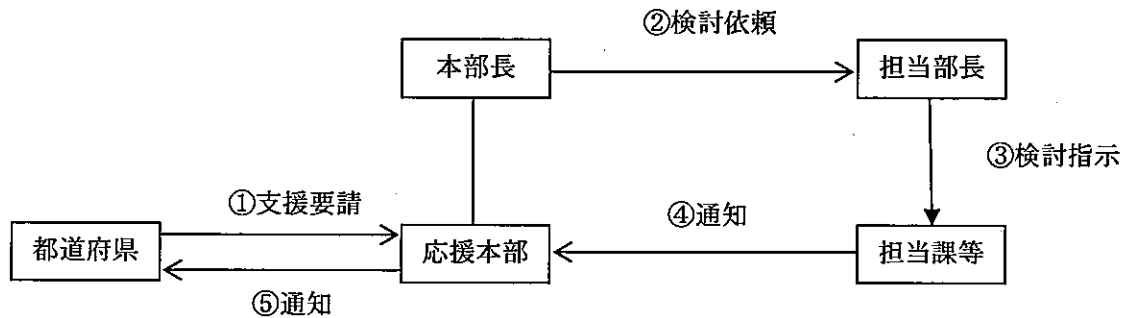 ②検討依頼
本部長
担当部長
③検討指示
①支援要請
④通知
都道府県
応援本部
担当課等
⑤通知